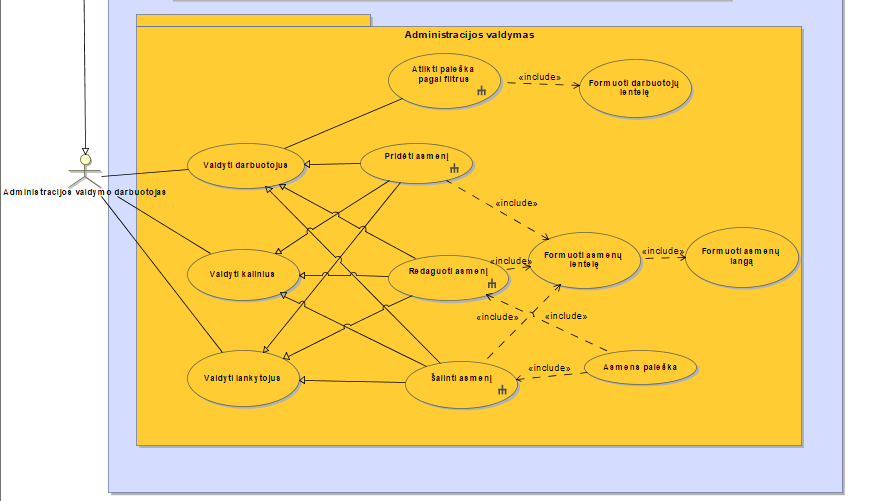 Administracijos valdymas
Atlikti paiešką
pagal filtrus
«include»
Formuoti darbuotojų
lentelę
Valdyti darbuotojus
Pridėti asmenį
Administracijos valdymo darbuotojas
«include»
Valdyti kalinius
Redaguoti asmenį
«include»
Formuoti asmenų
lentelę
«include»
Formuoti asmenų
langą
«include»
«include»
Valdyti lankytojus
Šalinti asmenį
«include»
Asmens paieška